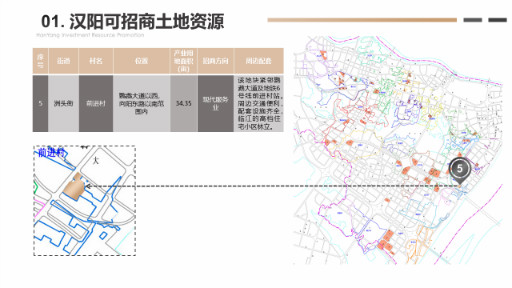 01. 汉阳可招商土地资源
HanYang Investment Resource Promotion
序号
街道
村名
位置
产业用地面积(亩)
招商方向
周边配套
5
洲头街
前进村
鹦鹉大道以西,
向阳东路以南范
围内
34.35
现代服务
业
该地块紧邻鹦
鹉大道及地铁6
号线前进村站,
周边交通便利,
配套设施齐全,
临江的高档住
宅小区林立。
前进村
大
5